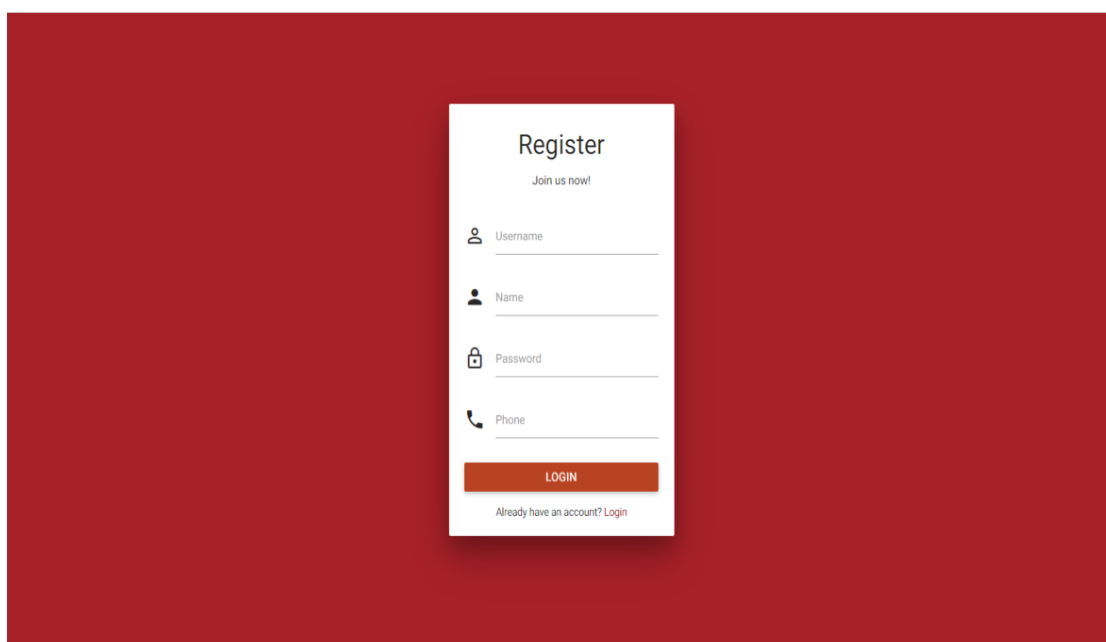 Register
Join us now!
Username
Name
Password
Phone
LOGIN
Already have an account? Login